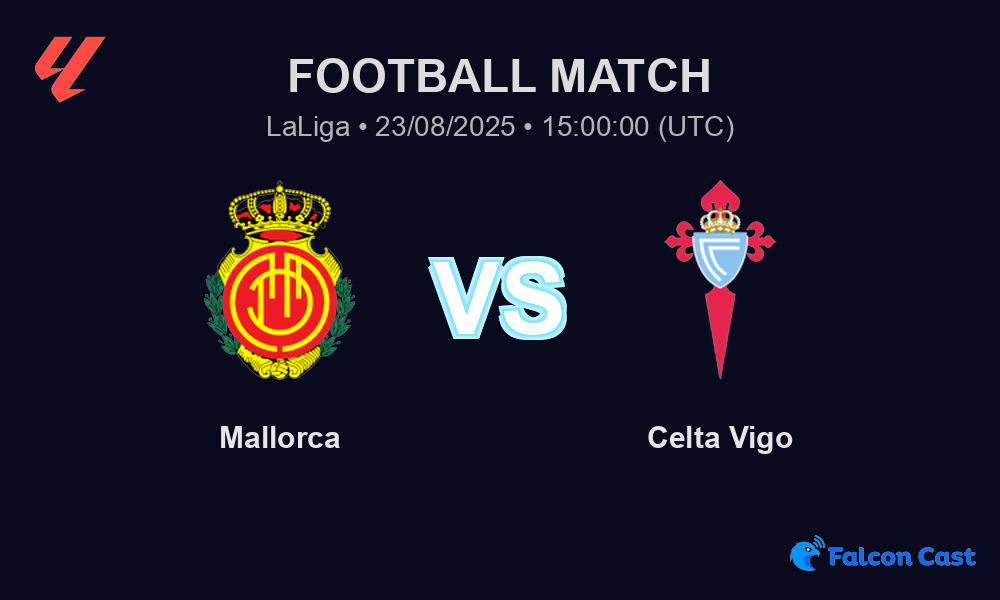 FOOTBALL MATCH
LaLiga • 23/08/2025 • 15:00:00 (UTC)
VS
Mallorca
Celta Vigo
Falcon Cast